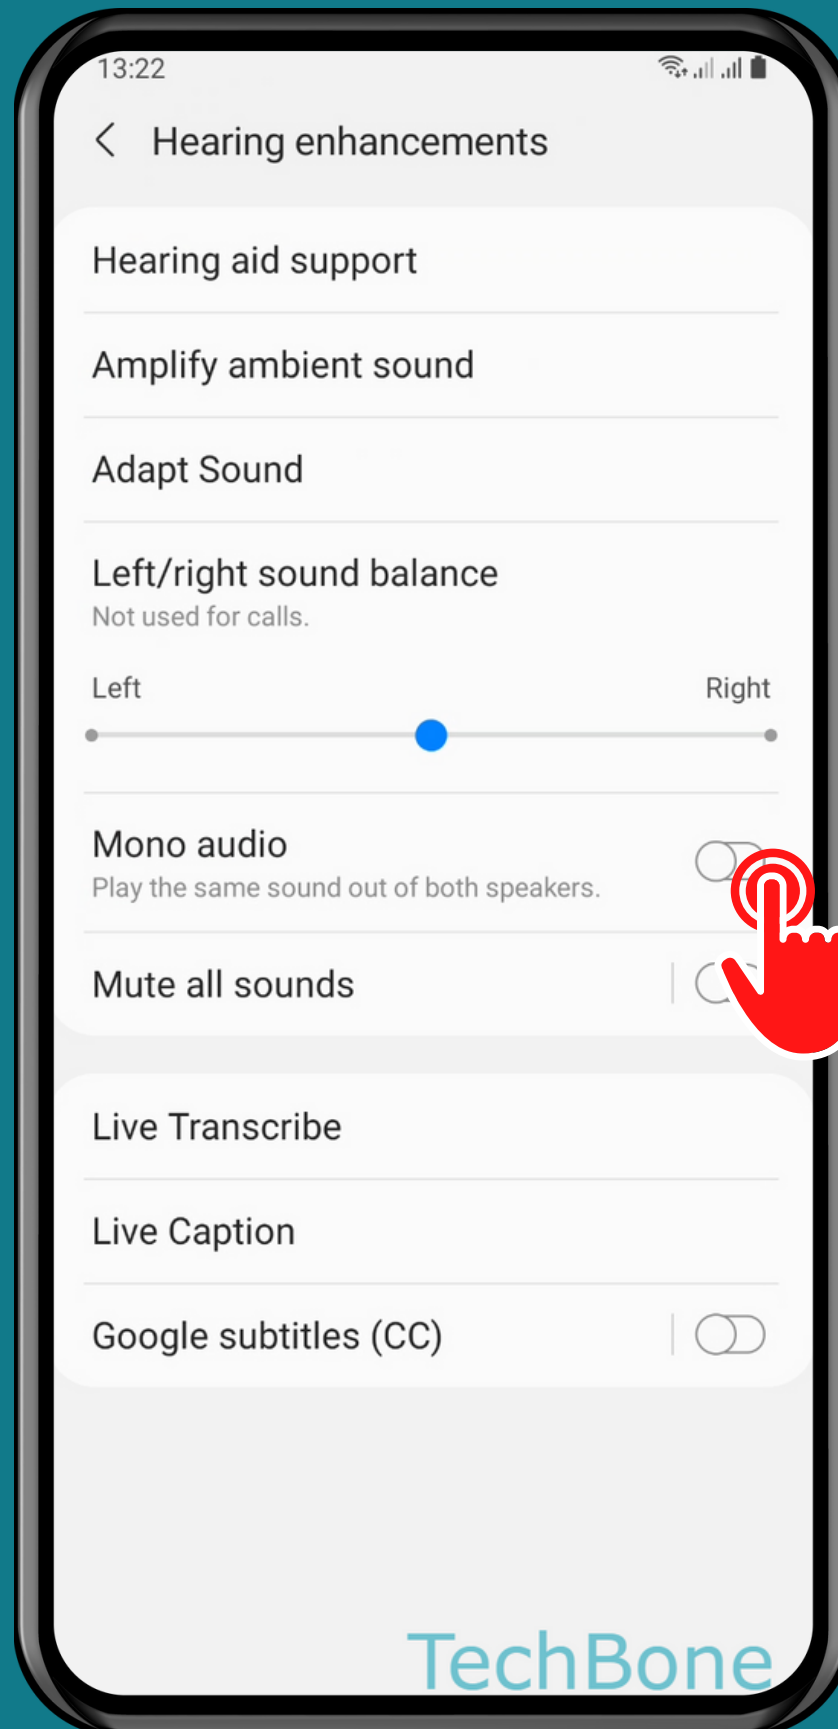 13:22
Hearing enhancements
Hearing aid support
Amplify ambient sound
Adapt Sound
Left/right sound balance
Not used for calls.
Left Right
Mono audio
Play the same sound out of both speakers.
Mute all sounds
Live Transcribe
Live Caption
Google subtitles (CC)
TechBone